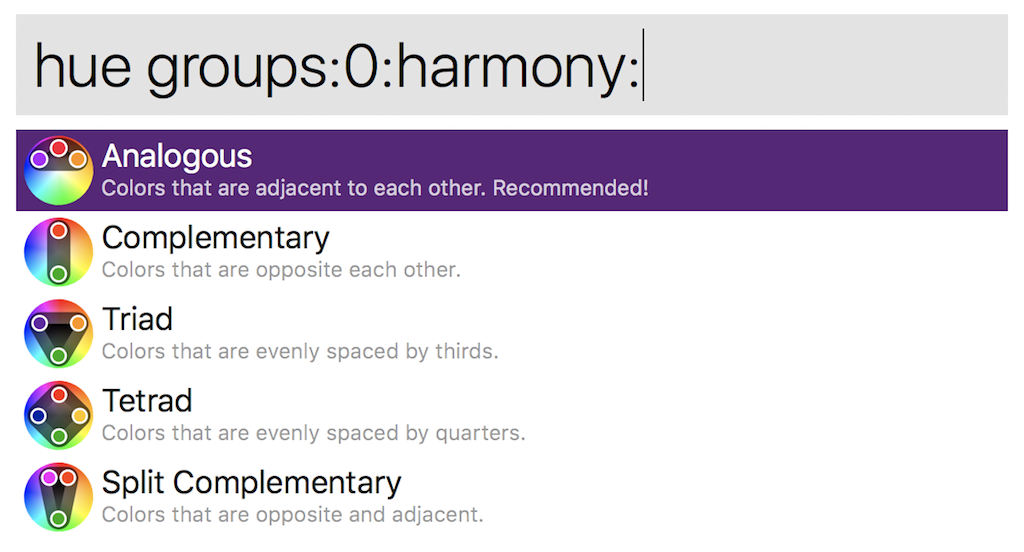 hue groups:0:harmony:
Analogous
Colors that are adjacent to each other. Recommended!
Complementary
Colors that are opposite each other.
Triad
Colors that are evenly spaced by thirds.
Tetrad
Colors that are evenly spaced by quarters.
Split Complementary
Colors that are opposite and adjacent.